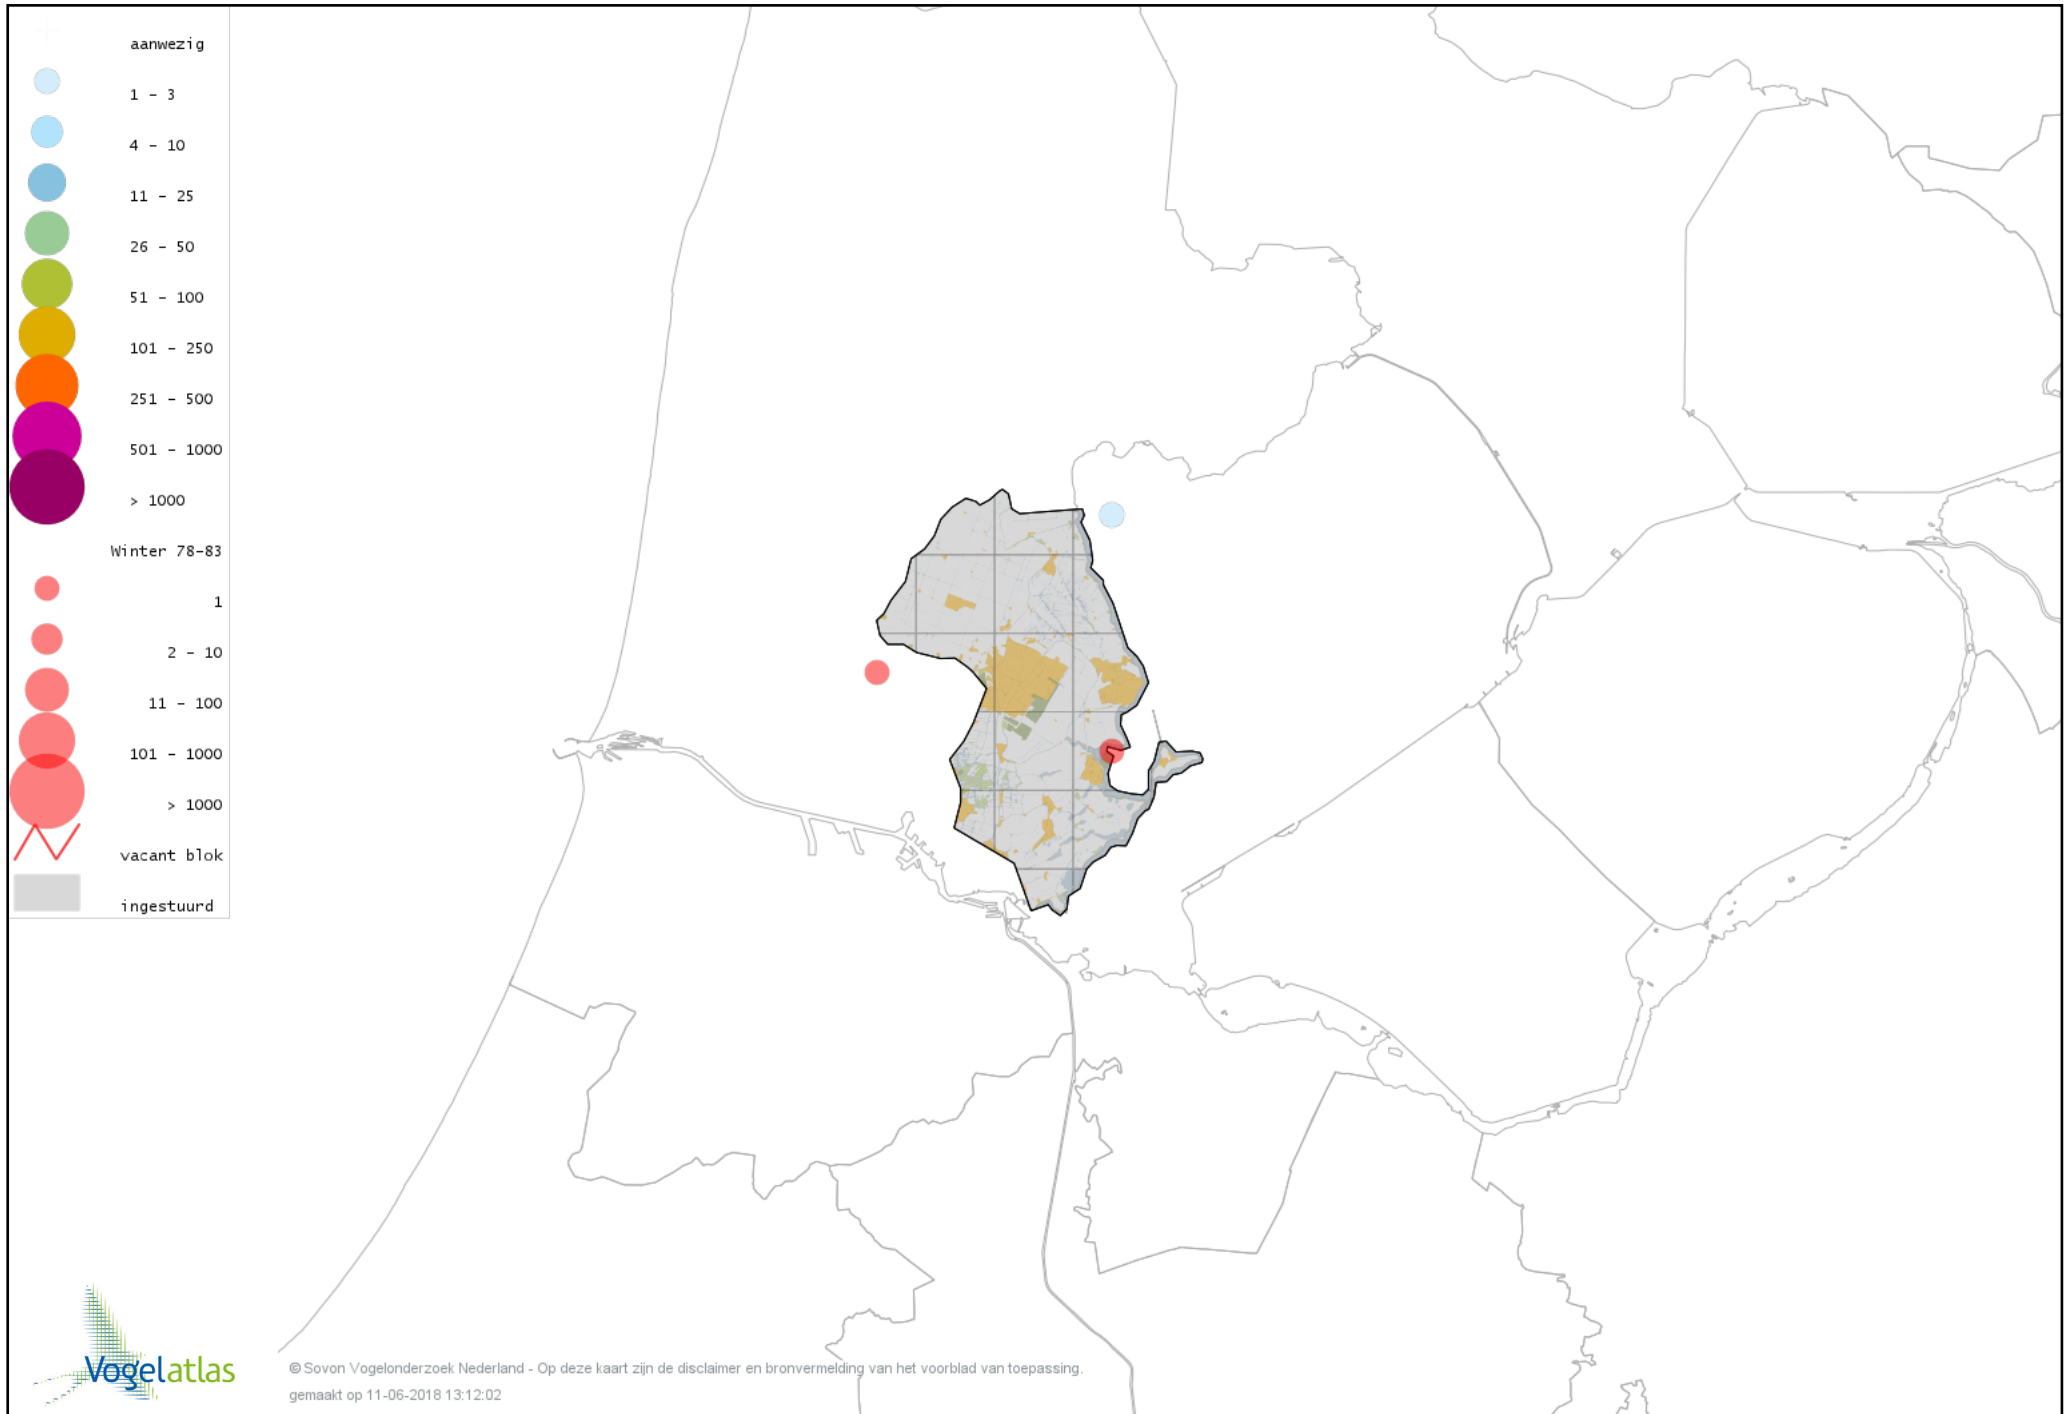 aanwezig
1 - 3
4 - 10
11 - 25
26 - 50
51 - 100
101 - 250
251 - 500
501 - 1000
> 1000
Winter 78-83
1
2 - 10
11 - 100
101 - 1000
> 1000
vacant blok
ingestuurd
Vogelatlas
© Sovon Vogelonderzoek Nederland - Op deze kaart zijn de disclaimer en bronvermelding van het voorblad van toepassing.
gemaakt op 11-06-2018 13:12:02